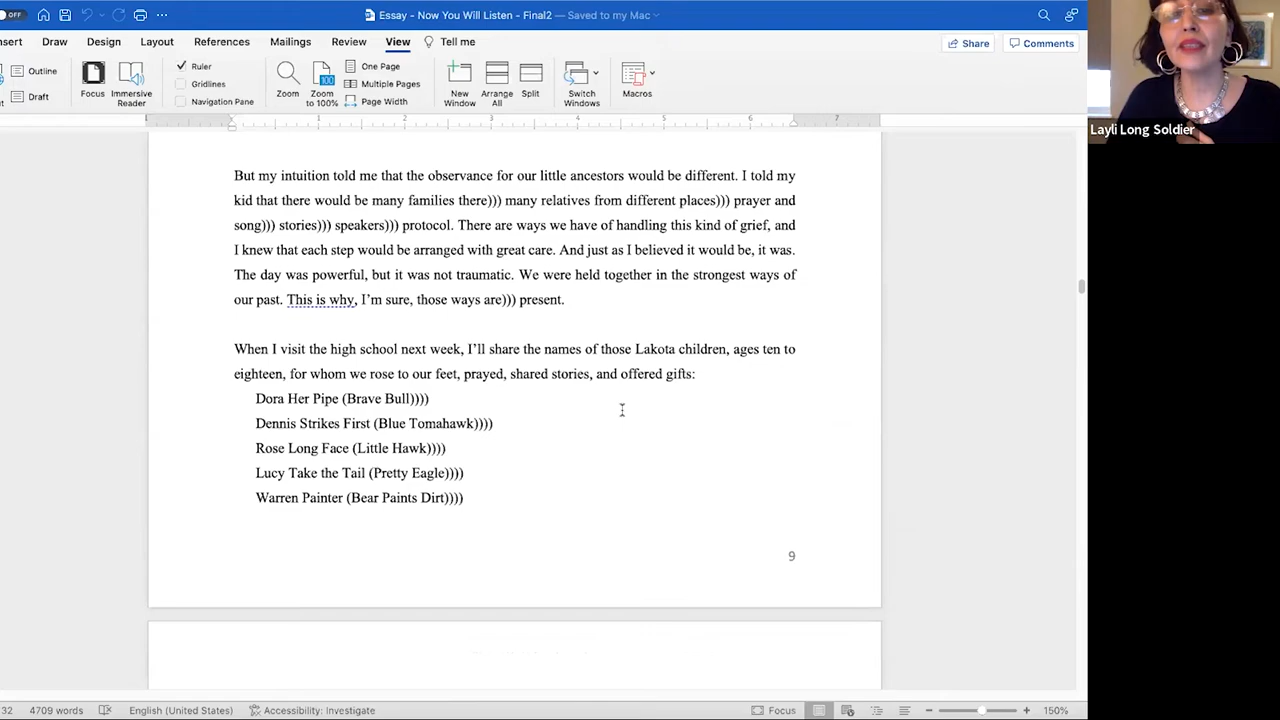 OFF
Essay - Now You Will Listen - Final2 — Saved to my Mac
nsert Draw Design Layout References Mailings Review View Tell me
Share Comments
Outline
Draft
Focus
Immersive
Reader
Ruler
Gridlines
Navigation Pane
Zoom
Zoom
to 100%
100
One Page
Multiple Pages
Page Width
New
Window
Arrange
All
Split
Switch
Windows
Macros
Layli Long Soldier
1 2 3 4 5 6 7
But my intuition told me that the observance for our little ancestors would be different. I told my
kid that there would be many families there))) many relatives from different places))) prayer and
song))) stories))) speakers))) protocol. There are ways we have of handling this kind of grief, and
I knew that each step would be arranged with great care. And just as I believed it would be, it was.
The day was powerful, but it was not traumatic. We were held together in the strongest ways of
our past. This is why, I’m sure, those ways are))) present.
When I visit the high school next week, I’ll share the names of those Lakota children, ages ten to
eighteen, for whom we rose to our feet, prayed, shared stories, and offered gifts:
Dora Her Pipe (Brave Bull))))
Dennis Strikes First (Blue Tomahawk))))
Rose Long Face (Little Hawk))))
Lucy Take the Tail (Pretty Eagle))))
Warren Painter (Bear Paints Dirt))))
9
32 4709 words English (United States) Accessibility: Investigate Focus 150%